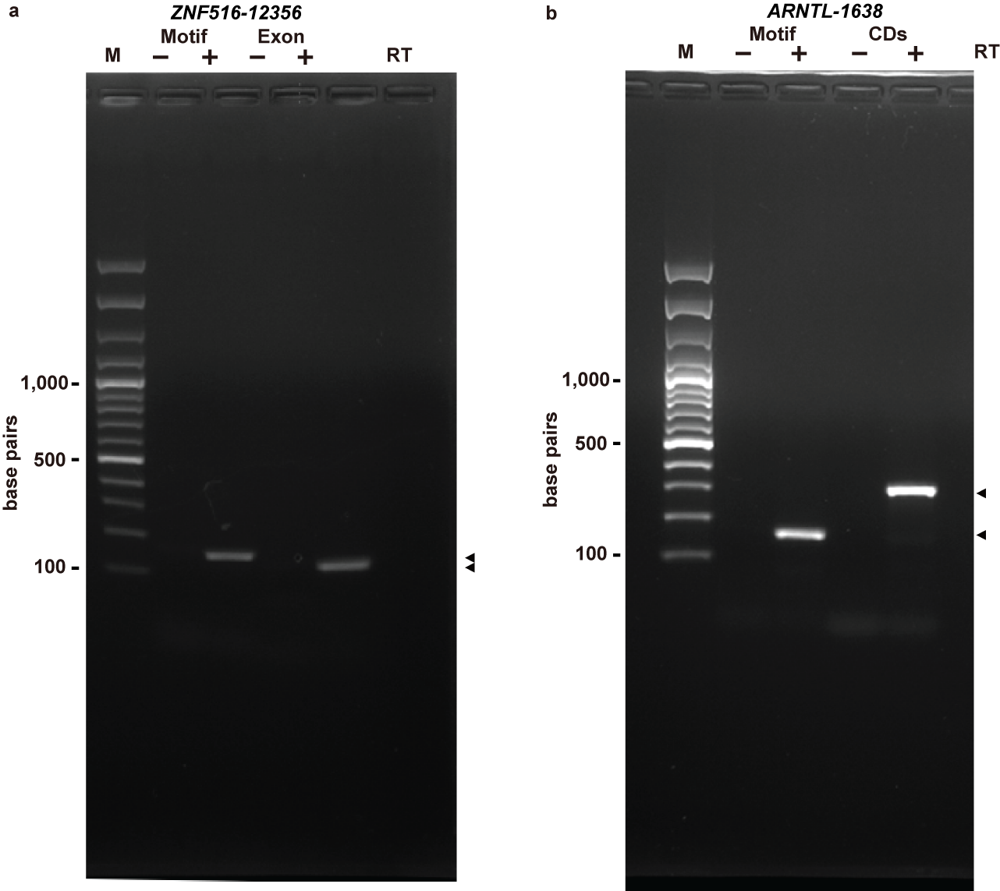 a
ZNF516-12356
Motif Exon
M − + − + RT
1,000 -
500 -
100 -
base pairs
b
ARNTL-1638
Motif CDs
M − + − + RT
1,000 -
500 -
100 -
base pairs